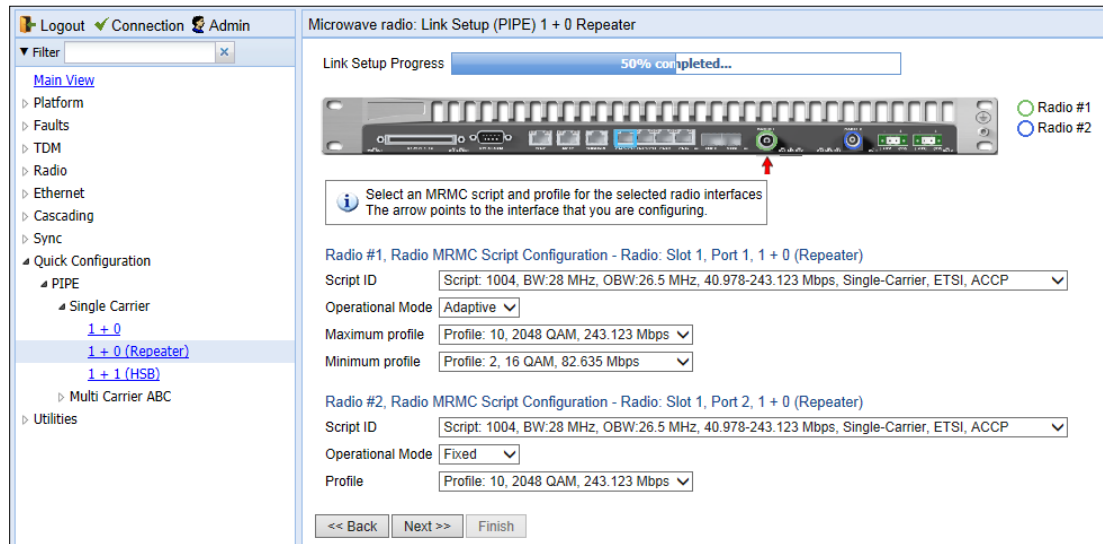 Logout Connection Admin
Filter
Main View
Platform
Faults
TDM
Radio
Ethernet
Cascading
Sync
Quick Configuration
PIPE
Single Carrier
1 + 0
1 + 0 (Repeater)
1 + 1 (HSB)
Multi Carrier ABC
Utilities
Microwave radio: Link Setup (PIPE) 1 + 0 Repeater
Link Setup Progress 50% completed...
Radio #1
Radio #2
Select an MRMC script and profile for the selected radio interfaces
The arrow points to the interface that you are configuring.
Radio #1, Radio MRMC Script Configuration - Radio: Slot 1, Port 1, 1 + 0 (Repeater)
Script ID Script: 1004, BW:28 MHz, OBW:26.5 MHz, 40.978-243.123 Mbps, Single-Carrier, ETSI, ACCP
Operational Mode Adaptive
Maximum profile Profile: 10, 2048 QAM, 243.123 Mbps
Minimum profile Profile: 2, 16 QAM, 82.635 Mbps
Radio #2, Radio MRMC Script Configuration - Radio: Slot 1, Port 2, 1 + 0 (Repeater)
Script ID Script: 1004, BW:28 MHz, OBW:26.5 MHz, 40.978-243.123 Mbps, Single-Carrier, ETSI, ACCP
Operational Mode Fixed
Profile Profile: 10, 2048 QAM, 243.123 Mbps
<< Back Next >> Finish